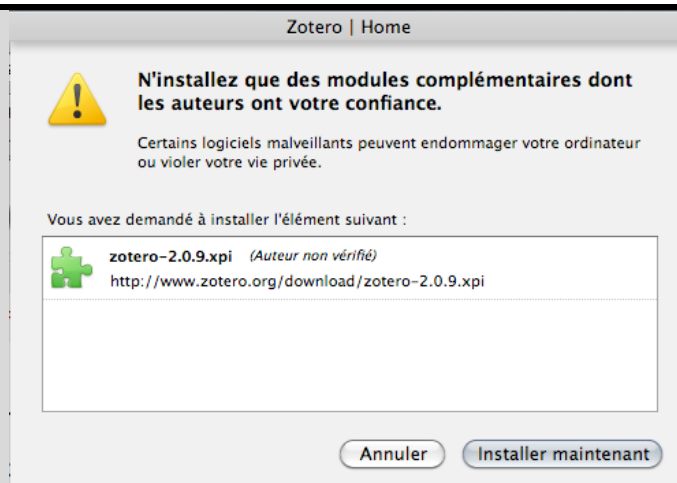 Zotero | Home
N'installez que des modules complémentaires dont
les auteurs ont votre confiance.
Certains logiciels malveillants peuvent endommager votre ordinateur
ou violer votre vie privée.
Vous avez demandé à installer l'élément suivant :
zotero-2.0.9.xpi (Auteur non vérifié)
http://www.zotero.org/download/zotero-2.0.9.xpi
Annuler Installer maintenant